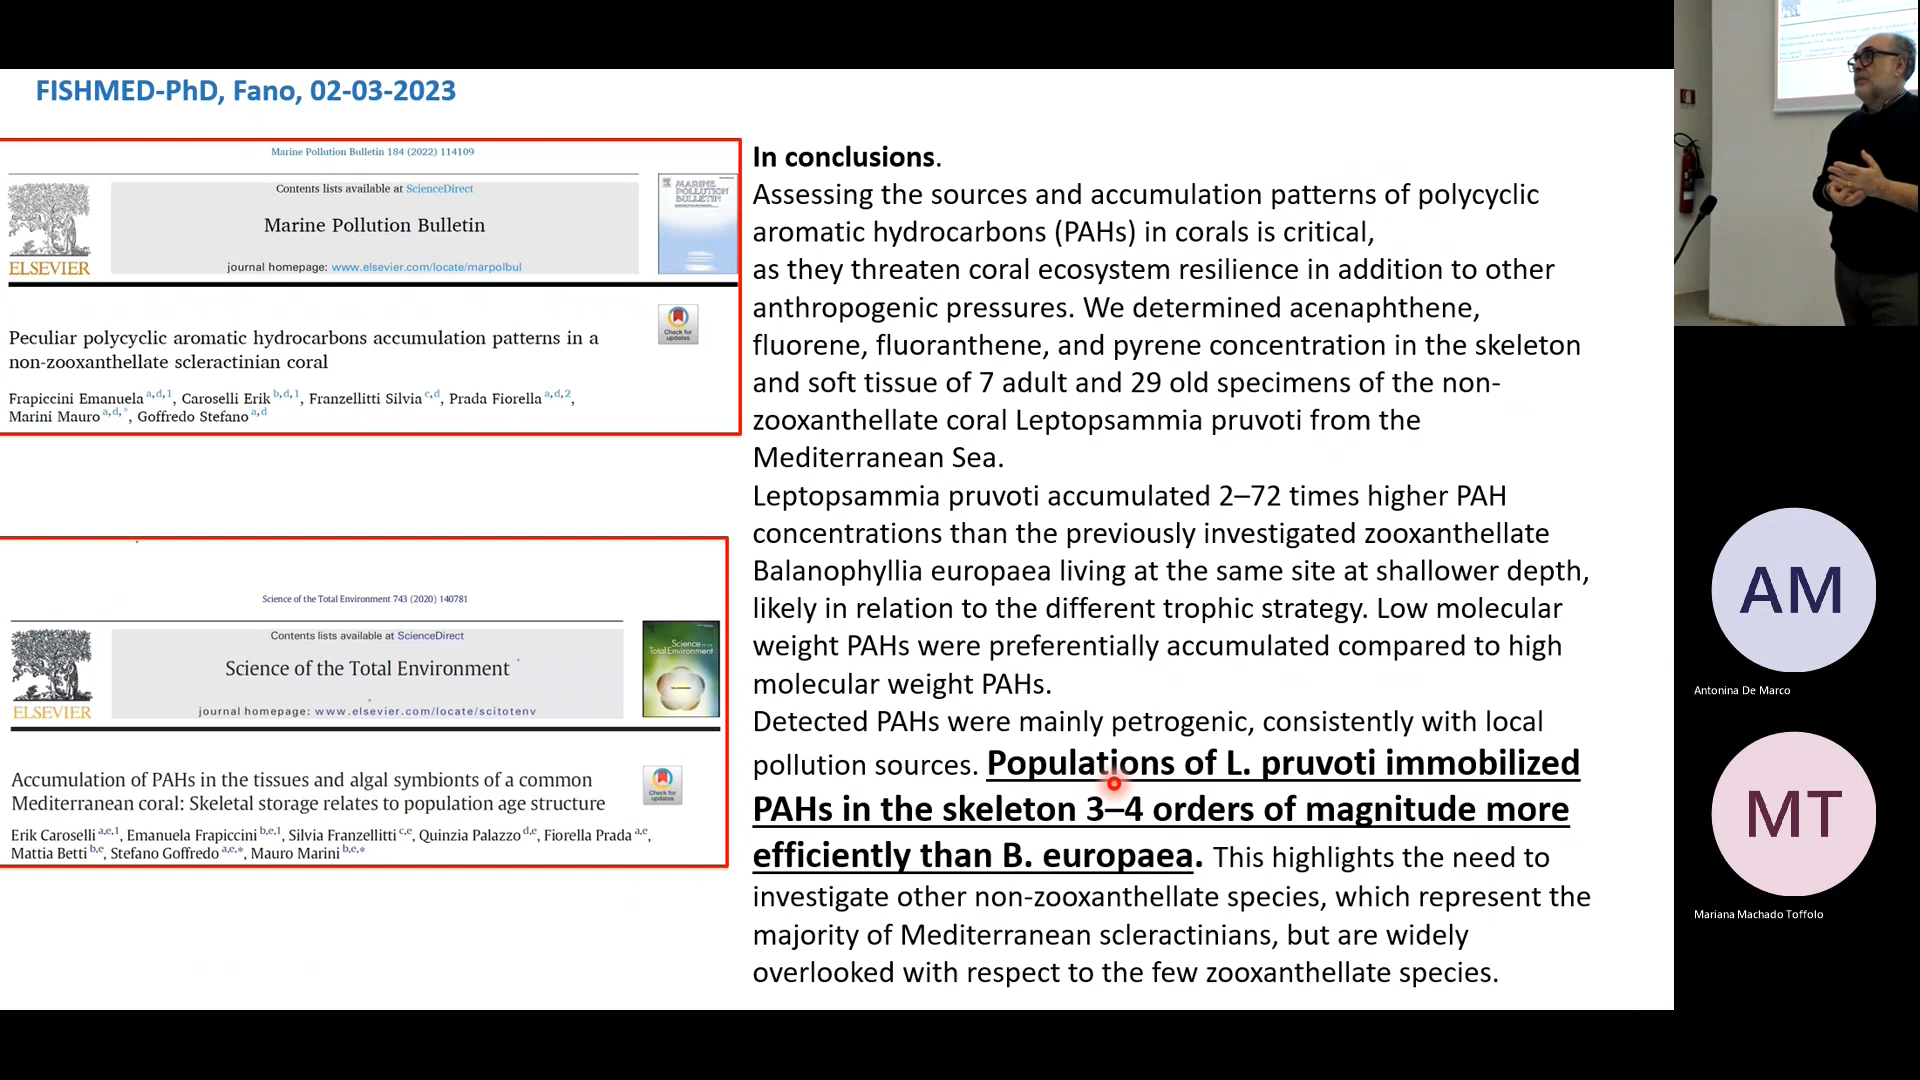 FISHMED-PhD, Fano, 02-03-2023
Marine Pollution Bulletin 184 (2022) 114109
Contents lists available at ScienceDirect
Marine Pollution Bulletin
journal homepage: www.elsevier.com/locate/marpolbul
ELSEVIER
MARINE
POLLUTION
BULLETIN
Check for
updates
Peculiar polycyclic aromatic hydrocarbons accumulation patterns in a
non-zooxanthellate scleractinian coral
Frapiccini Emanuela a,d,1, Caroselli Erik b,d,1, Franzellitti Silvia c,d, Prada Fiorella a,d,2,
Marini Mauro a,d,*, Goffredo Stefano a,d
Science of the Total Environment 743 (2020) 140781
Contents lists available at ScienceDirect
Science of the Total Environment
journal homepage: www.elsevier.com/locate/scitotenv
ELSEVIER
Science of the
Total Environment
Check for
updates
Accumulation of PAHs in the tissues and algal symbionts of a common
Mediterranean coral: Skeletal storage relates to population age structure
Erik Caroselli a,e,1, Emanuela Frapiccini b,e,1, Silvia Franzellitti c,e, Quinzia Palazzo d,e, Fiorella Prada a,e,
Mattia Betti b,e, Stefano Goffredo a,e,*, Mauro Marini b,e,*
In conclusions.
Assessing the sources and accumulation patterns of polycyclic
aromatic hydrocarbons (PAHs) in corals is critical,
as they threaten coral ecosystem resilience in addition to other
anthropogenic pressures. We determined acenaphthene,
fluorene, fluoranthene, and pyrene concentration in the skeleton
and soft tissue of 7 adult and 29 old specimens of the non-
zooxanthellate coral Leptopsammia pruvoti from the
Mediterranean Sea.
Leptopsammia pruvoti accumulated 2–72 times higher PAH
concentrations than the previously investigated zooxanthellate
Balanophyllia europaea living at the same site at shallower depth,
likely in relation to the different trophic strategy. Low molecular
weight PAHs were preferentially accumulated compared to high
molecular weight PAHs.
Detected PAHs were mainly petrogenic, consistently with local
pollution sources. Populations of L. pruvoti immobilized
PAHs in the skeleton 3–4 orders of magnitude more
efficiently than B. europaea. This highlights the need to
investigate other non-zooxanthellate species, which represent the
majority of Mediterranean scleractinians, but are widely
overlooked with respect to the few zooxanthellate species.
AM
Antonina De Marco
MT
Mariana Machado Toffolo